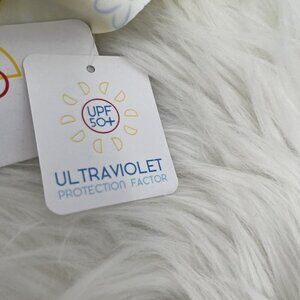 UPF
50+
ULTRAVIOLET
PROTECTION FACTOR